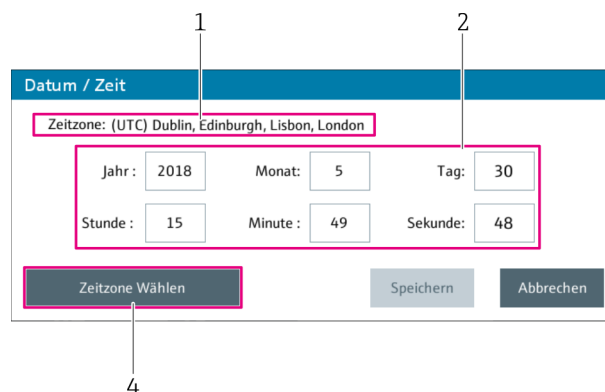 1 2
Datum / Zeit
Zeitzone: (UTC) Dublin, Edinburgh, Lisbon, London
Jahr : 2018 Monat: 5 Tag: 30
Stunde : 15 Minute : 49 Sekunde: 48
Zeitzone Wählen Speichern Abbrechen
4